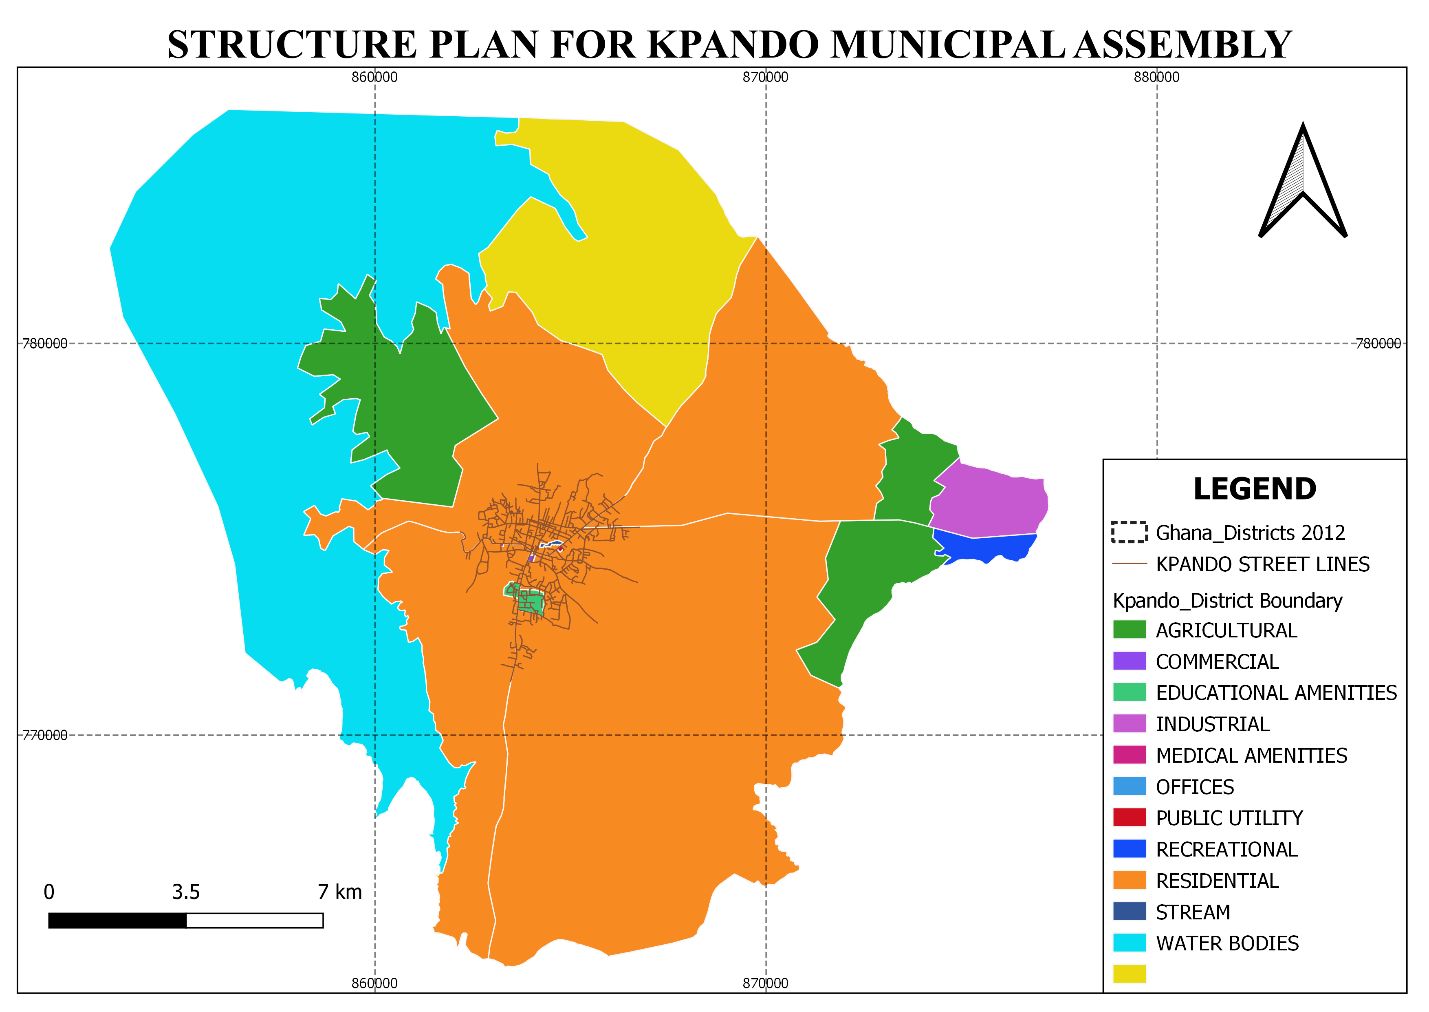 STRUCTURE PLAN FOR KPANDO MUNICIPAL ASSEMBLY
860000 870000 880000
780000 780000
770000
0 3.5 7 km
860000 870000
LEGEND
Ghana_Districts 2012
KPANDO STREET LINES
Kpando_District Boundary
AGRICULTURAL
COMMERCIAL
EDUCATIONAL AMENITIES
INDUSTRIAL
MEDICAL AMENITIES
OFFICES
PUBLIC UTILITY
RECREATIONAL
RESIDENTIAL
STREAM
WATER BODIES